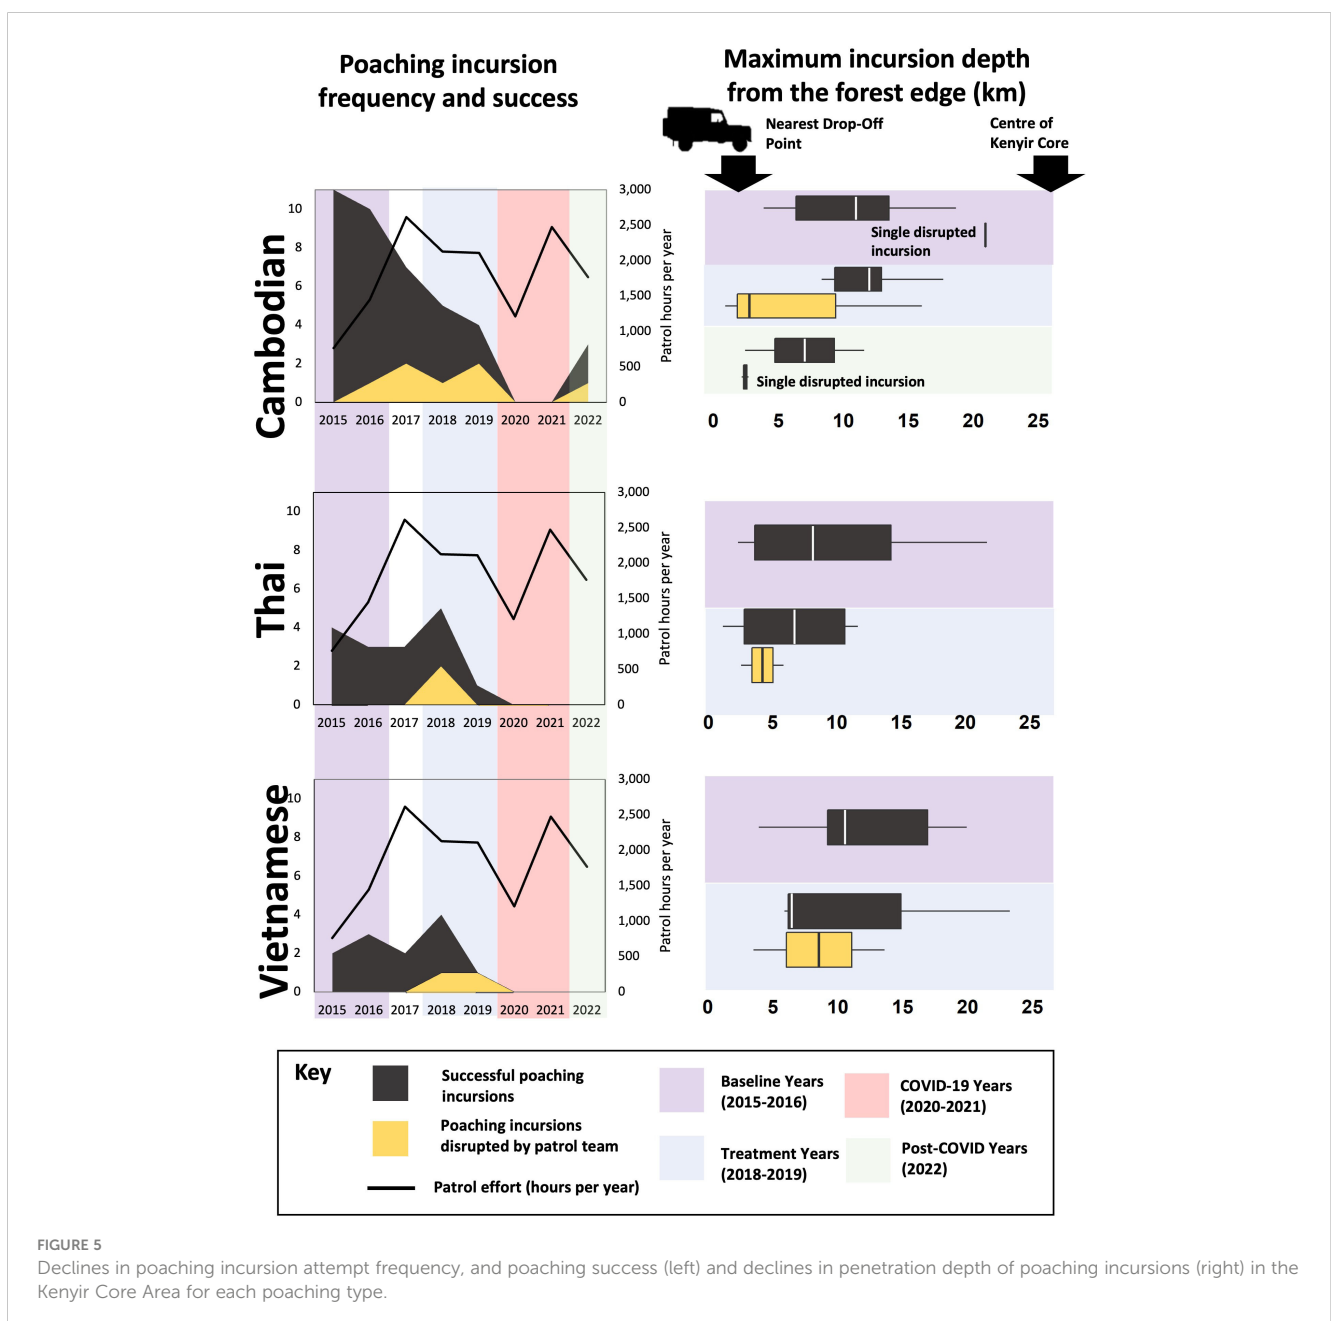 Poaching incursion
frequency and success
Maximum incursion depth
from the forest edge (km)
Nearest Drop-Off
Point
Centre of
Kenyir Core
Cambodian
10
8
6
4
2
0
3,000
2,500
2,000
1,500
1,000
500
0
Patrol hours per year
2015 2016 2017 2018 2019 2020 2021 2022
Single disrupted
incursion
Single disrupted incursion
0 5 10 15 20 25
Thai
10
8
6
4
2
0
3,000
2,500
2,000
1,500
1,000
500
0
Patrol hours per year
2015 2016 2017 2018 2019 2020 2021 2022
0 5 10 15 20 25
Vietnamese
10
8
6
4
2
0
3,000
2,500
2,000
1,500
1,000
500
0
Patrol hours per year
2015 2016 2017 2018 2019 2020 2021 2022
0 5 10 15 20 25
Key
Successful poaching
incursions
Poaching incursions
disrupted by patrol team
Patrol effort (hours per year)
Baseline Years
(2015-2016)
Treatment Years
(2018-2019)
COVID-19 Years
(2020-2021)
Post-COVID Years
(2022)
FIGURE 5
Declines in poaching incursion attempt frequency, and poaching success (left) and declines in penetration depth of poaching incursions (right) in the
Kenyir Core Area for each poaching type.